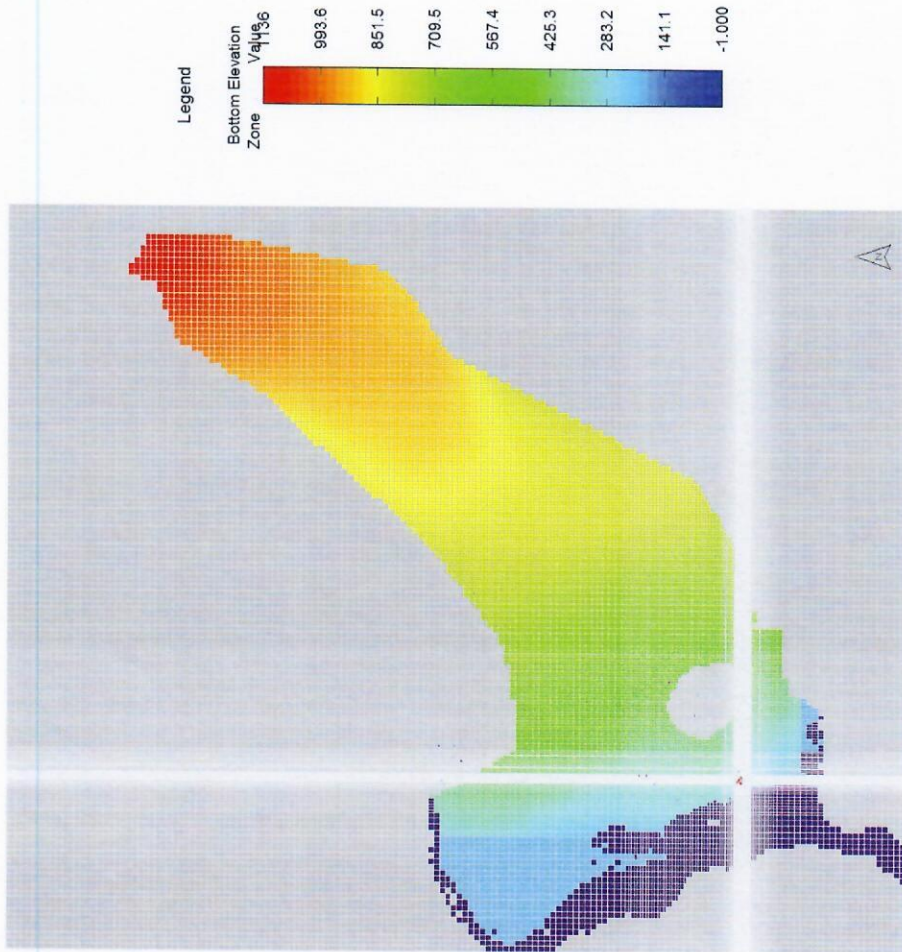 Legend
Bottom Elevation
Zone Value
1136
993.6
851.5
709.5
567.4
425.3
283.2
141.1
-1.000
N